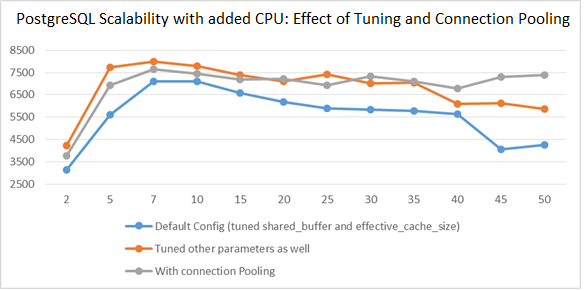 PostgreSQL Scalability with added CPU: Effect of Tuning and Connection Pooling
8500
7500
6500
5500
4500
3500
2500
2 5 7 10 15 20 25 30 35 40 45 50
Default Config (tuned shared_buffer and effective_cache_size)
Tuned other parameters as well
With connection Pooling